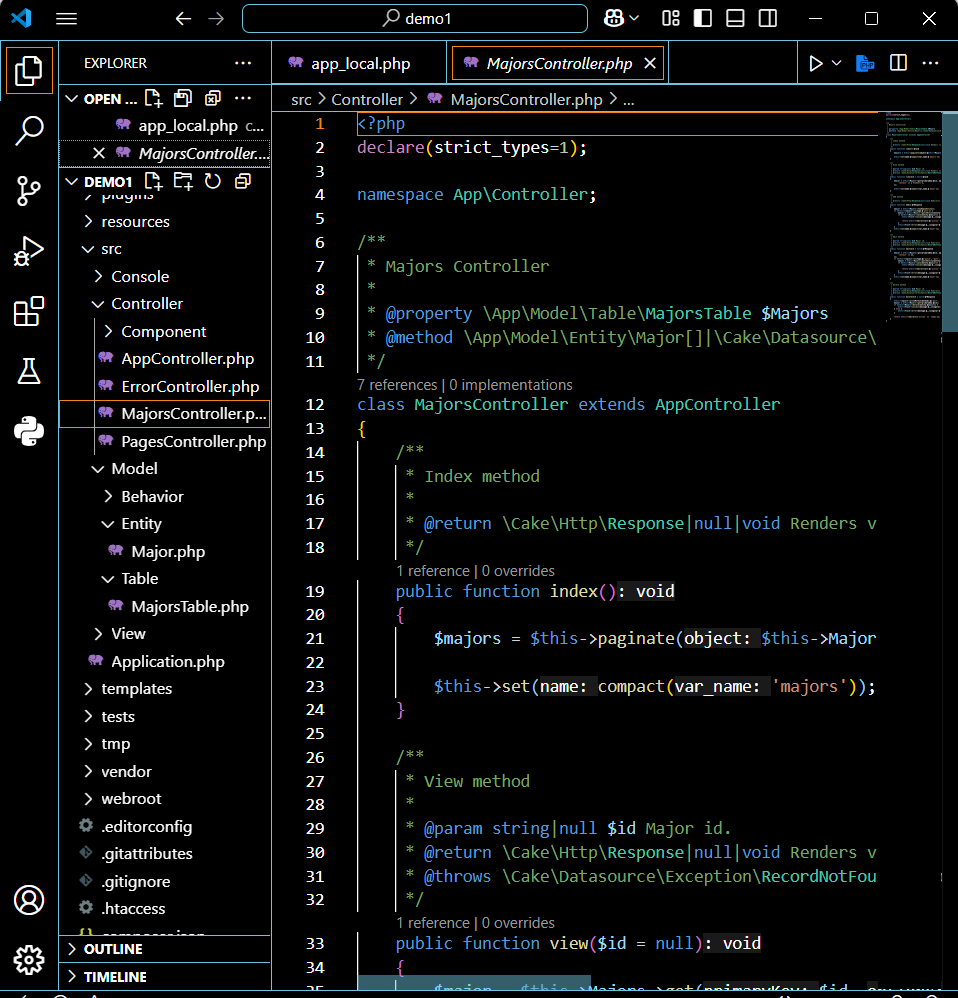 demo1
EXPLORER
OPEN ...
app_local.php c...
MajorsController....
DEMO1
plugins
resources
src
Console
Controller
Component
AppController.php
ErrorController.php
MajorsController.p...
PagesController.php
Model
Behavior
Entity
Major.php
Table
MajorsTable.php
View
Application.php
templates
tests
tmp
vendor
webroot
.editorconfig
.gitattributes
.gitignore
.htaccess
composer.json
OUTLINE
TIMELINE
app_local.php
MajorsController.php
src > Controller > MajorsController.php > ...
1 <?php
2 declare(strict_types=1);
3
4 namespace App\Controller;
5
6 /**
7 * Majors Controller
8 *
9 * @property \App\Model\Table\MajorsTable $Majors
10 * @method \App\Model\Entity\Major[]|\Cake\Datasource\
11 */
7 references | 0 implementations
12 class MajorsController extends AppController
13 {
14 /**
15 * Index method
16 *
17 * @return \Cake\Http\Response|null|void Renders v
18 */
1 reference | 0 overrides
19 public function index(): void
20 {
21 $majors = $this->paginate(object: $this->Major
22
23 $this->set(name: compact(var_name: 'majors'));
24 }
25
26 /**
27 * View method
28 *
29 * @param string|null $id Major id.
30 * @return \Cake\Http\Response|null|void Renders v
31 * @throws \Cake\Datasource\Exception\RecordNotFou
32 */
1 reference | 0 overrides
33 public function view($id = null): void
34 {
35 $major = $this->Majors->get(primaryKey: $id,